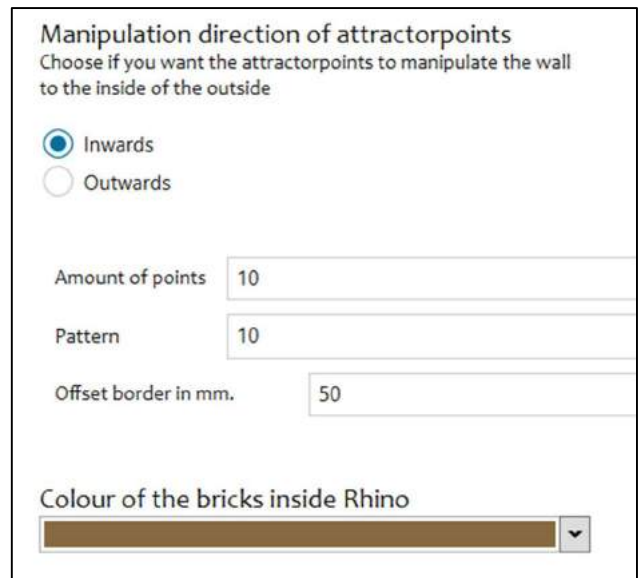 Manipulation direction of attractorpoints
Choose if you want the attractorpoints to manipulate the wall
to the inside of the outside
Inwards
Outwards
Amount of points 10
Pattern 10
Offset border in mm. 50
Colour of the bricks inside Rhino